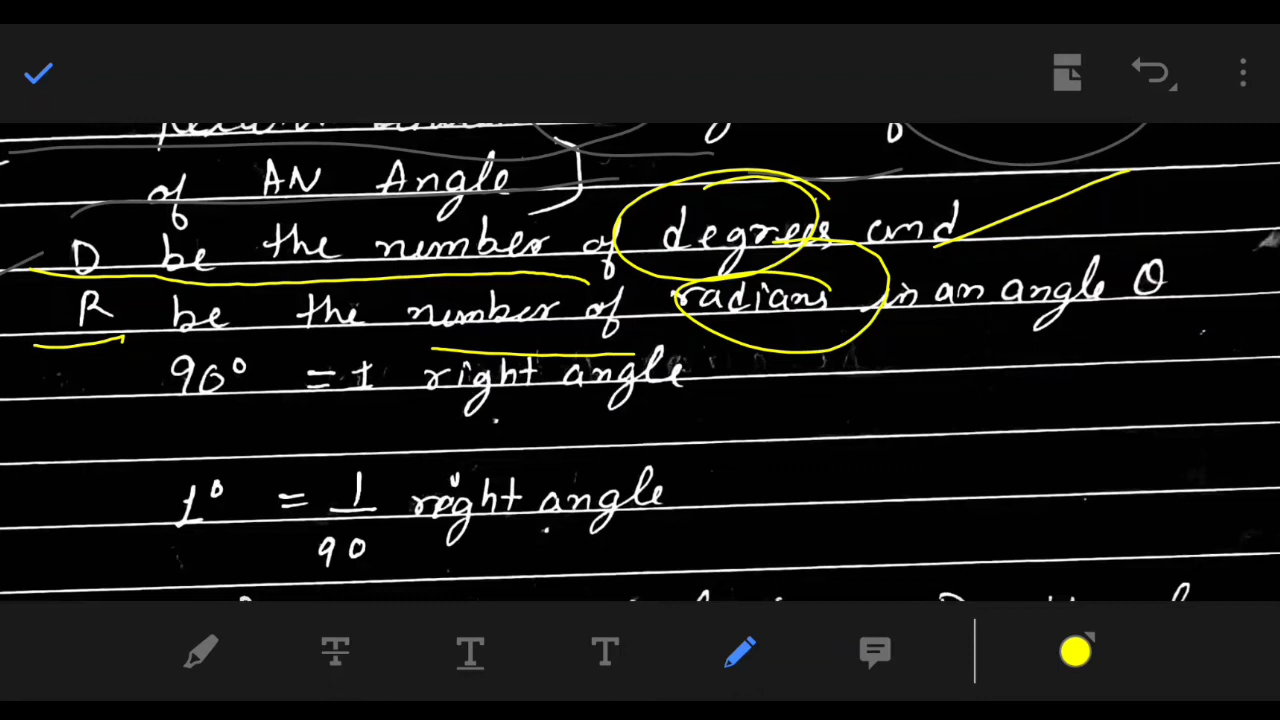 of AN Angle]
D be the number of degrees and
R be the number of radians in an angle θ
90° = 1 right angle
1° = 1/90 right angle